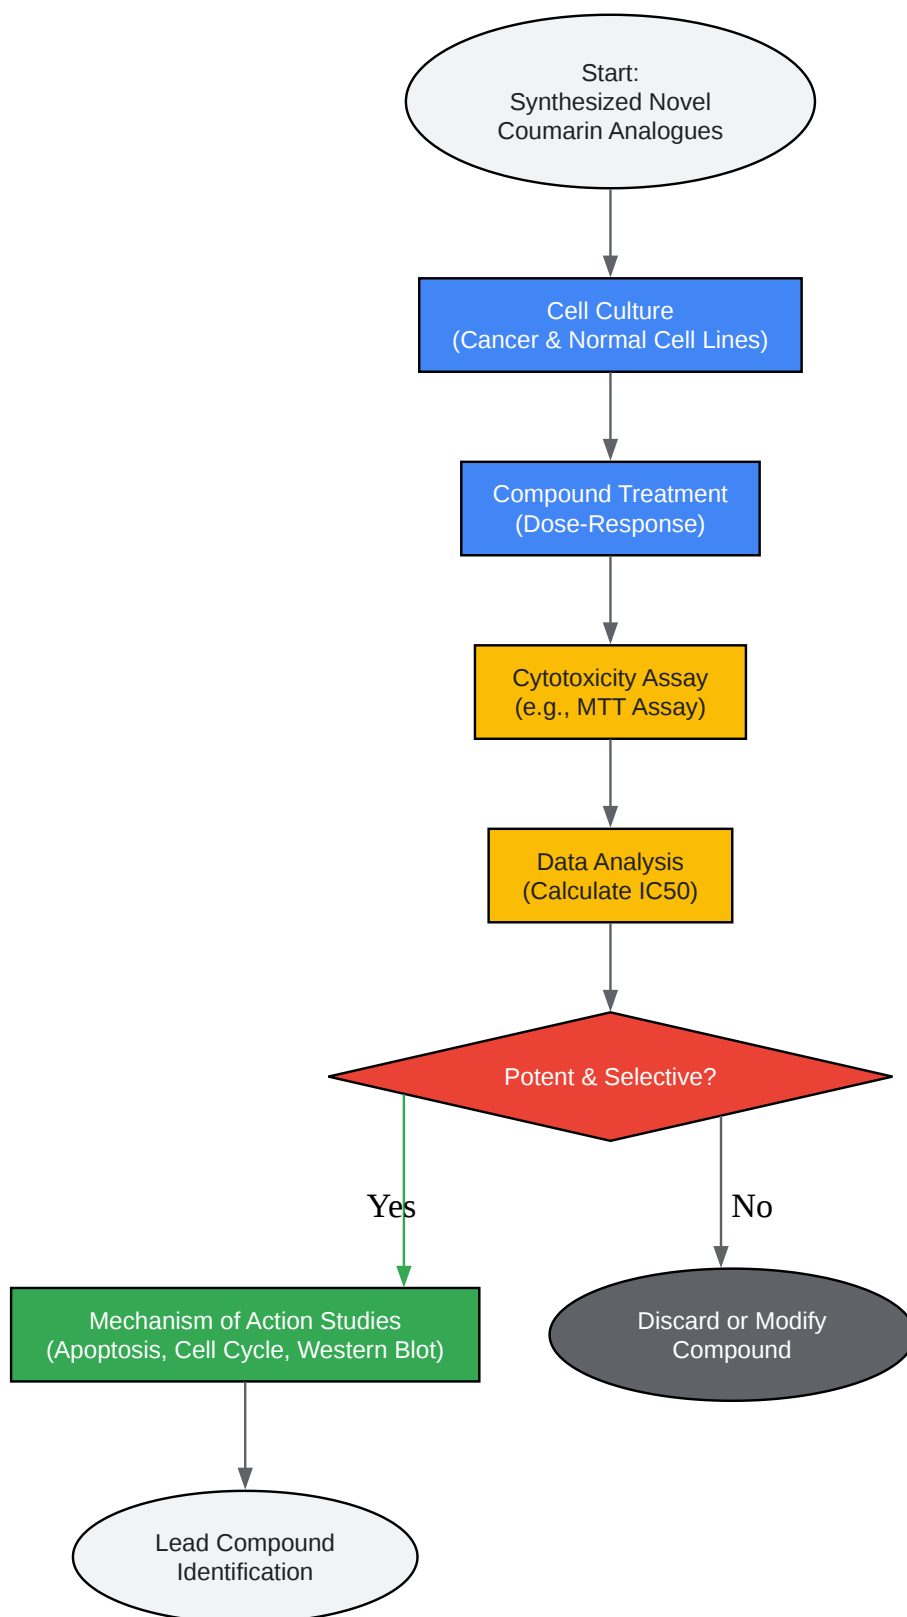 Start:
Synthesized Novel
Coumarin Analogues
Cell Culture
(Cancer & Normal Cell Lines)
Compound Treatment
(Dose-Response)
Cytotoxicity Assay
(e.g., MTT Assay)
Data Analysis
(Calculate IC50)
Potent & Selective?
Yes
No
Mechanism of Action Studies
(Apoptosis, Cell Cycle, Western Blot)
Discard or Modify
Compound
Lead Compound
Identification